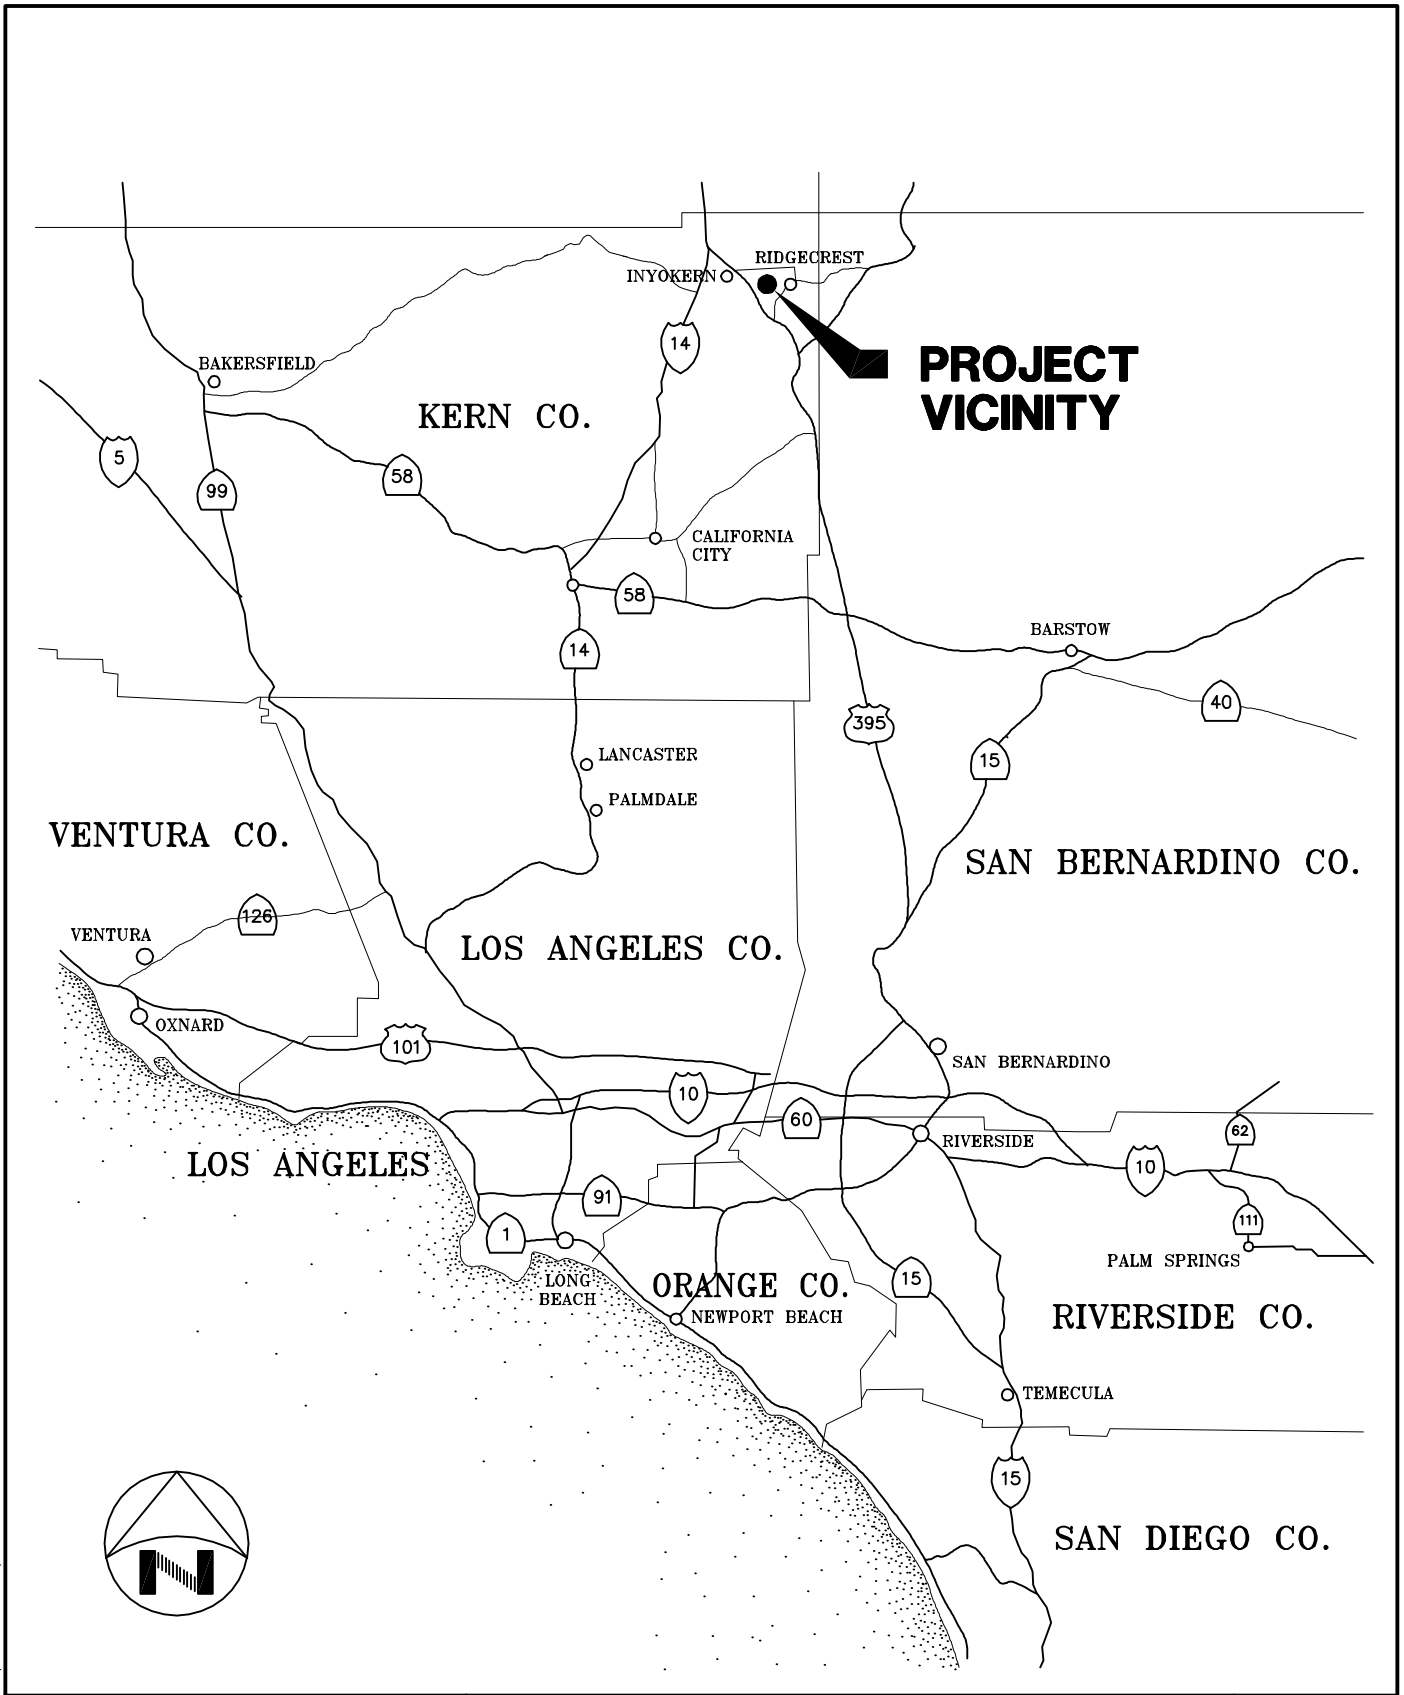 RIDGECREST
INYOKERN
14
PROJECT
VICINITY
BAKERSFIELD
KERN CO.
5
99
58
CALIFORNIA
CITY
58
BARSTOW
14
40
395
15
LANCASTER
PALMDALE
VENTURA CO.
SAN BERNARDINO CO.
126
VENTURA
LOS ANGELES CO.
OXNARD
101
SAN BERNARDINO
10
60
62
RIVERSIDE
LOS ANGELES
10
91
111
1
PALM SPRINGS
LONG
BEACH
ORANGE CO.
15
NEWPORT BEACH
RIVERSIDE CO.
TEMECULA
15
SAN DIEGO CO.
N